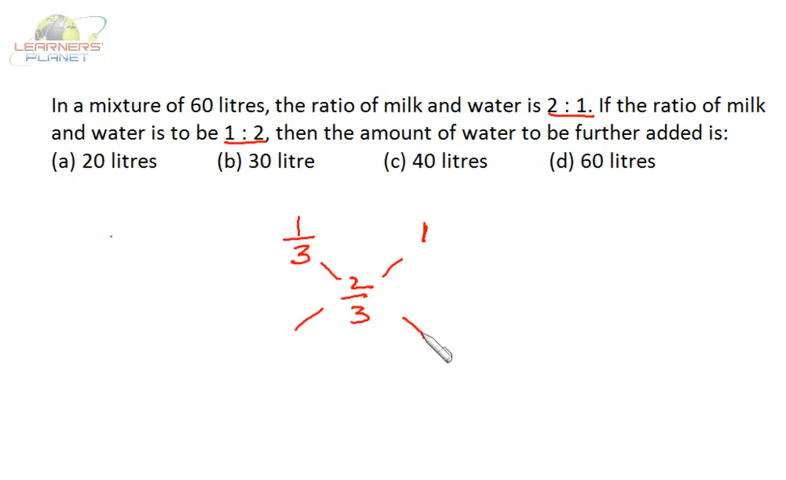 LEARNERS'
PLANET
In a mixture of 60 litres, the ratio of milk and water is 2 : 1. If the ratio of milk
and water is to be 1 : 2, then the amount of water to be further added is:
(a) 20 litres (b) 30 litre (c) 40 litres (d) 60 litres
1/3 1
2/3